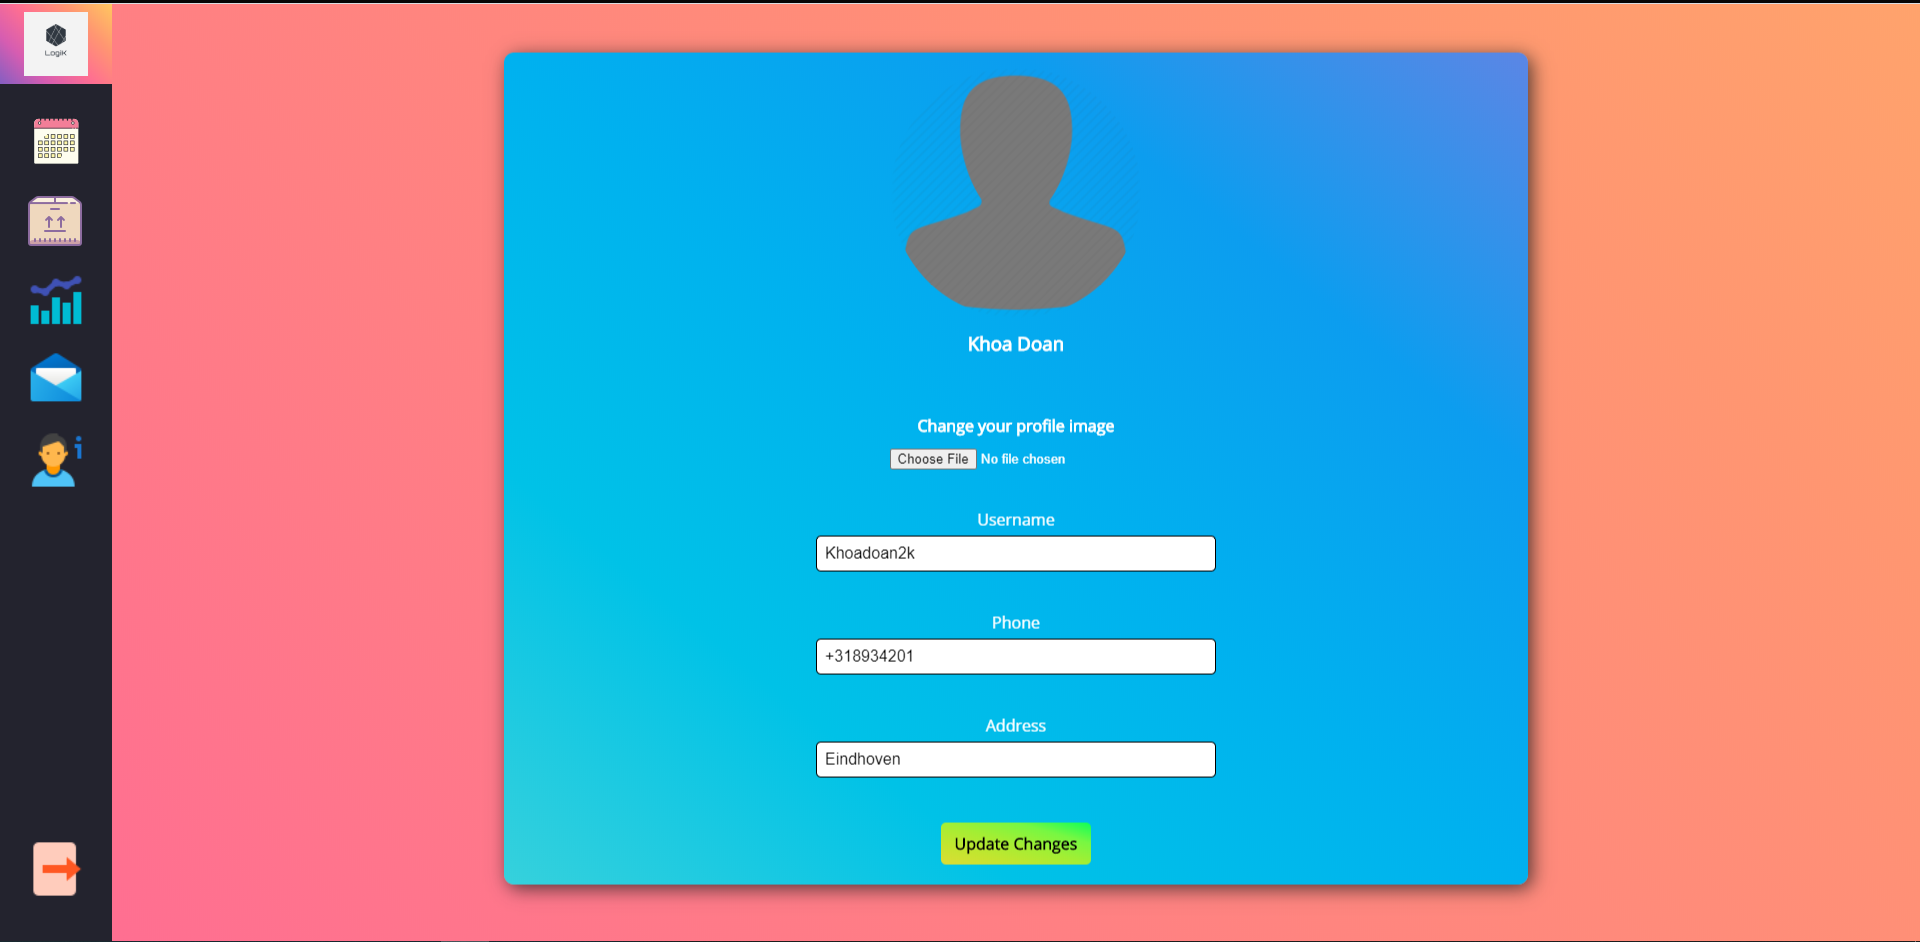 LogiK
Khoa Doan
Change your profile image
Choose File No file chosen
Username
Khoadoan2k
Phone
+318934201
Address
Eindhoven
Update Changes